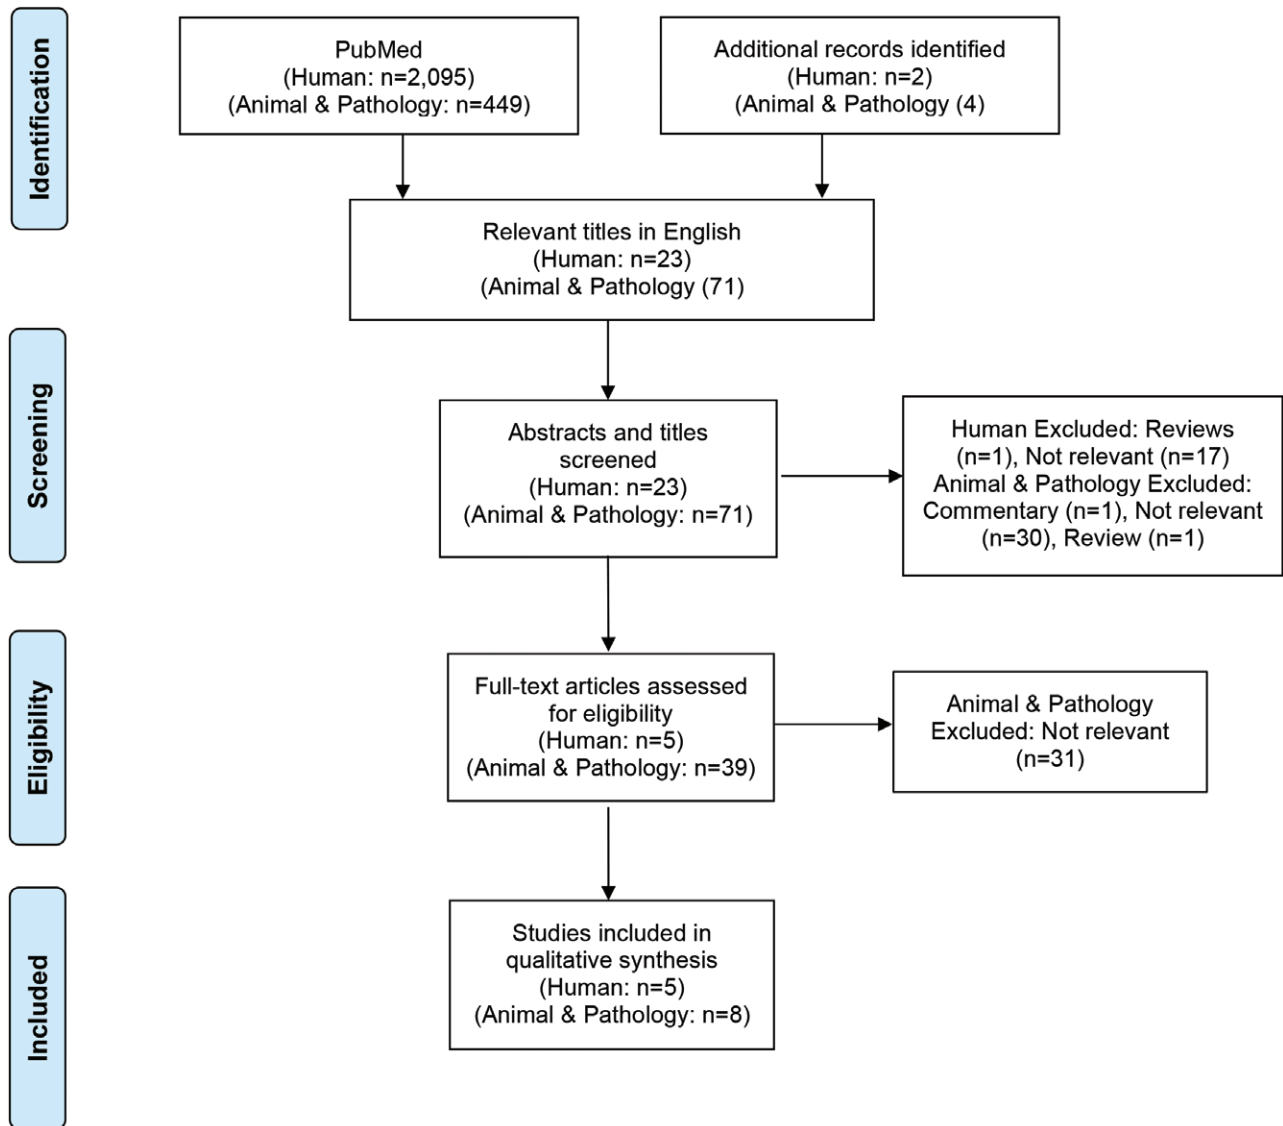 Identification
PubMed
(Human: n=2,095)
(Animal & Pathology: n=449)
Additional records identified
(Human: n=2)
(Animal & Pathology (4)
Relevant titles in English
(Human: n=23)
(Animal & Pathology (71)
Screening
Abstracts and titles
screened
(Human: n=23)
(Animal & Pathology: n=71)
Human Excluded: Reviews
(n=1), Not relevant (n=17)
Animal & Pathology Excluded:
Commentary (n=1), Not relevant
(n=30), Review (n=1)
Eligibility
Full-text articles assessed
for eligibility
(Human: n=5)
(Animal & Pathology: n=39)
Animal & Pathology
Excluded: Not relevant
(n=31)
Included
Studies included in
qualitative synthesis
(Human: n=5)
(Animal & Pathology: n=8)